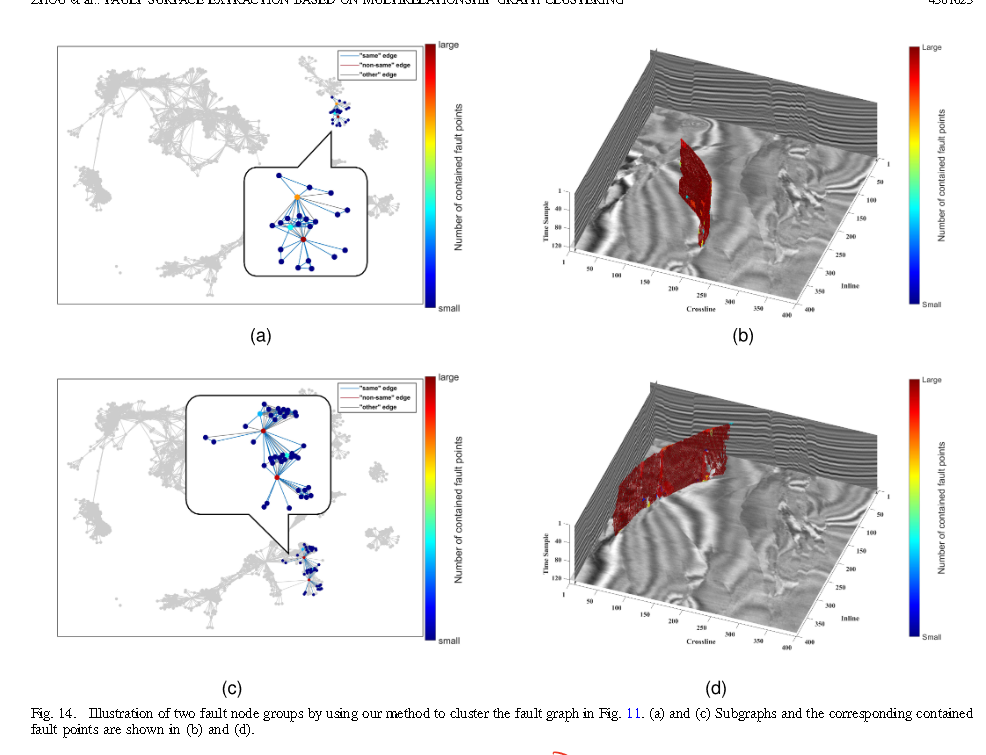 ZHOU et al.: FAULT SURFACE EXTRACTION BASED ON MULTIRELATIONSHIP GRAPH CLUSTERING 4501625
"same" edge
"non-same" edge
"other" edge
large
Number of contained fault points
small
(a)
Large
Number of contained fault points
Small
Time Sample
1
40
80
120
1
50
100
150
200
250
300
350
400
Crossline
1
50
100
150
200
250
300
350
400
Inline
(b)
"same" edge
"non-same" edge
"other" edge
large
Number of contained fault points
small
(c)
Large
Number of contained fault points
Small
Time Sample
1
40
80
120
1
50
100
150
200
250
300
350
400
Crossline
1
50
100
150
200
250
300
350
400
Inline
(d)
Fig. 14. Illustration of two fault node groups by using our method to cluster the fault graph in Fig. 11. (a) and (c) Subgraphs and the corresponding contained
fault points are shown in (b) and (d).